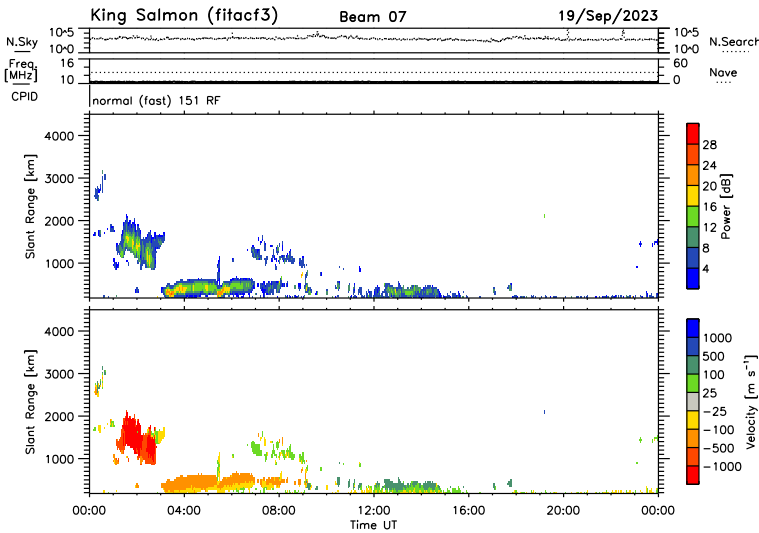 King Salmon (fitacf3) Beam 07 19/Sep/2023
N.Sky 10^5 10^0 10^5 10^0 N.Search
Freq. [MHz] 16 10 60 0 Nave
CPID normal (fast) 151 RF
Slant Range [km] 4000 3000 2000 1000
28 24 20 16 12 8 4 Power [dB]
Slant Range [km] 4000 3000 2000 1000
1000 500 100 25 −25 −100 −500 −1000 Velocity [m s⁻¹]
00:00 04:00 08:00 12:00 16:00 20:00 00:00
Time UT